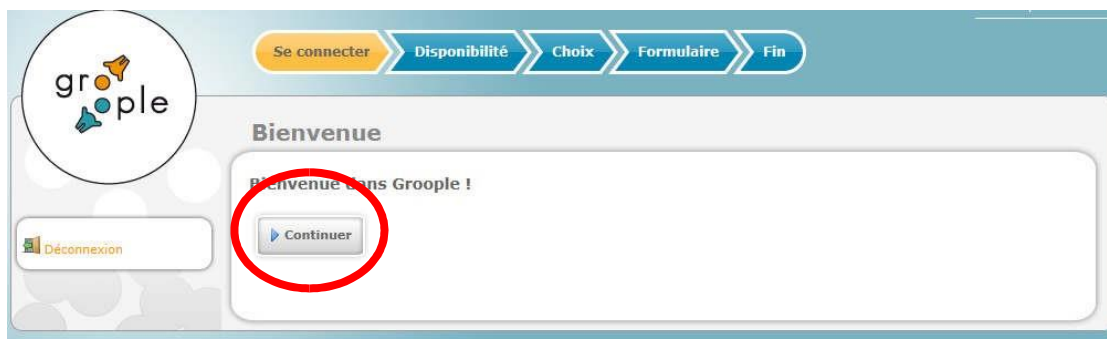 Se connecter Disponibilité Choix Formulaire Fin
groople
Bienvenue
Bienvenue dans Groople !
Continuer
Déconnexion